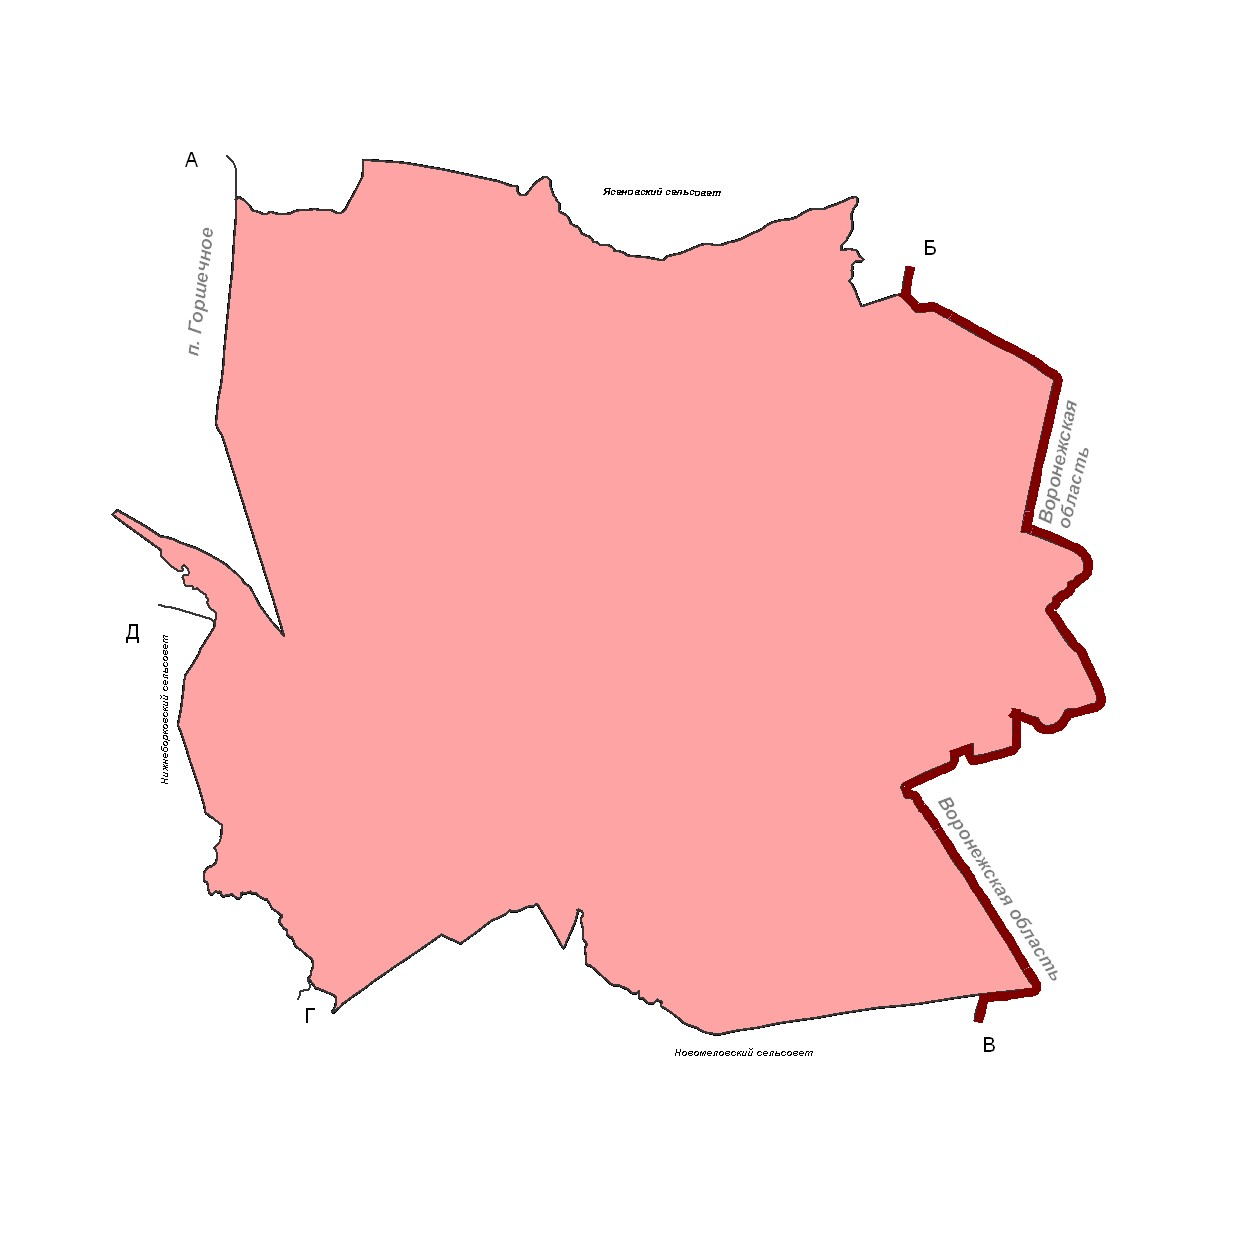 А
Ясеновский сельсовет
Б
п. Горшечное
Воронежская
область
Д
Нижнеборковский сельсовет
Воронежская область
Г
В
Новомеловский сельсовет